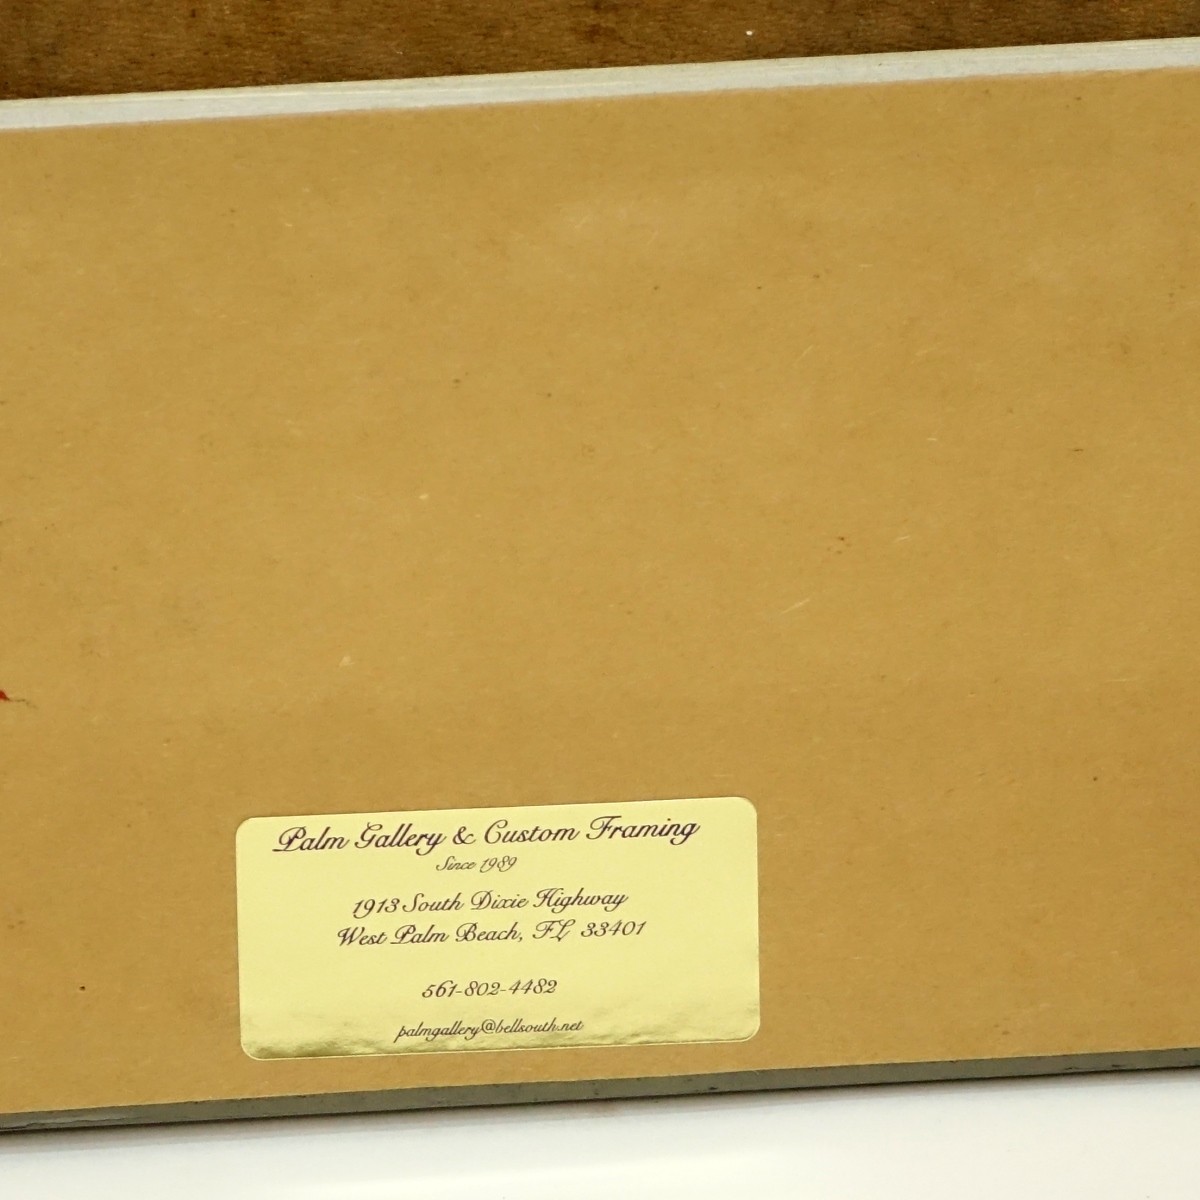 Palm Gallery & Custom Framing
Since 1989
1913 South Dixie Highway
West Palm Beach, FL 33401
561-802-4482
palmgallery@bellsouth.net